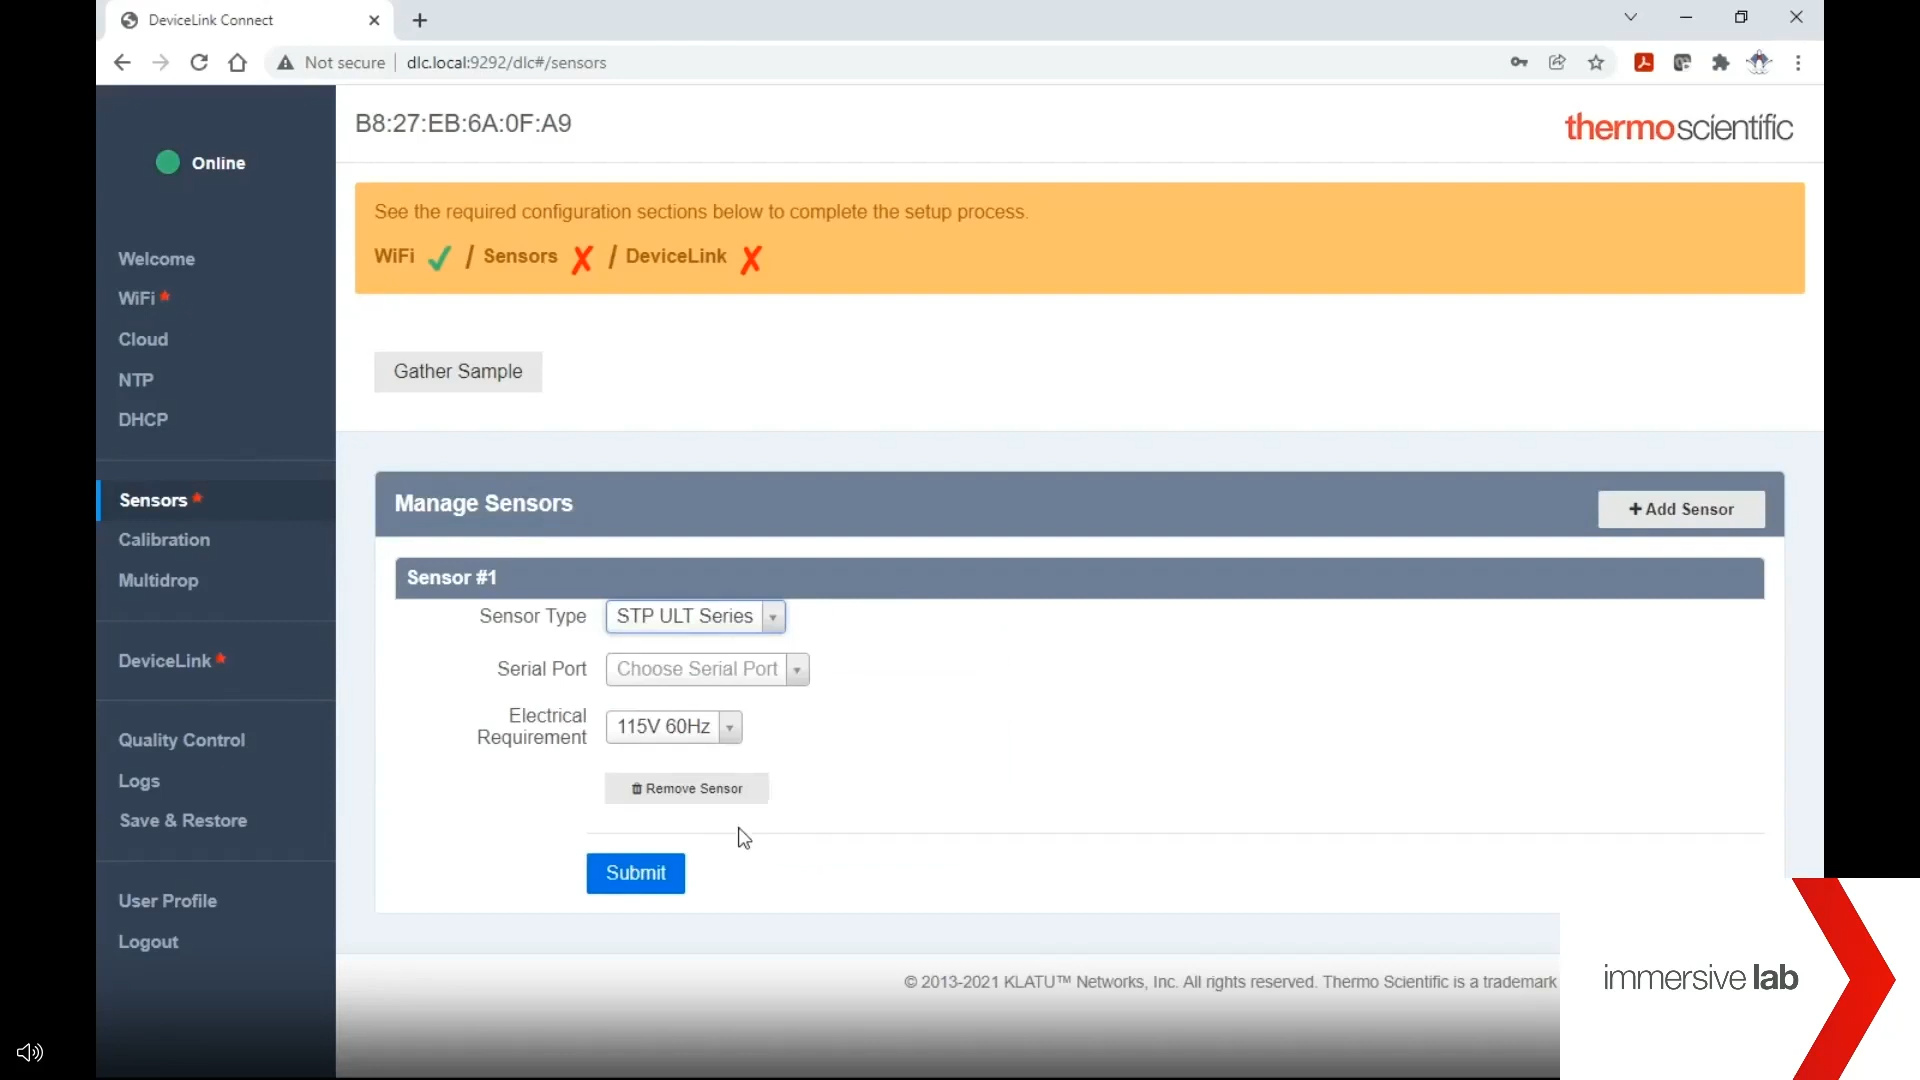 DeviceLink Connect
Not secure
dlc.local:9292/dlc#/sensors
B8:27:EB:6A:0F:A9
thermo scientific
Online
See the required configuration sections below to complete the setup process.
WiFi / Sensors / DeviceLink
Welcome
WiFi *
Cloud
NTP
DHCP
Sensors *
Calibration
Multidrop
DeviceLink *
Quality Control
Logs
Save & Restore
User Profile
Logout
Gather Sample
Manage Sensors
+ Add Sensor
Sensor #1
Sensor Type STP ULT Series
Serial Port Choose Serial Port
Electrical
Requirement 115V 60Hz
Remove Sensor
Submit
© 2013-2021 KLATU™ Networks, Inc. All rights reserved. Thermo Scientific is a trademark
immersive lab